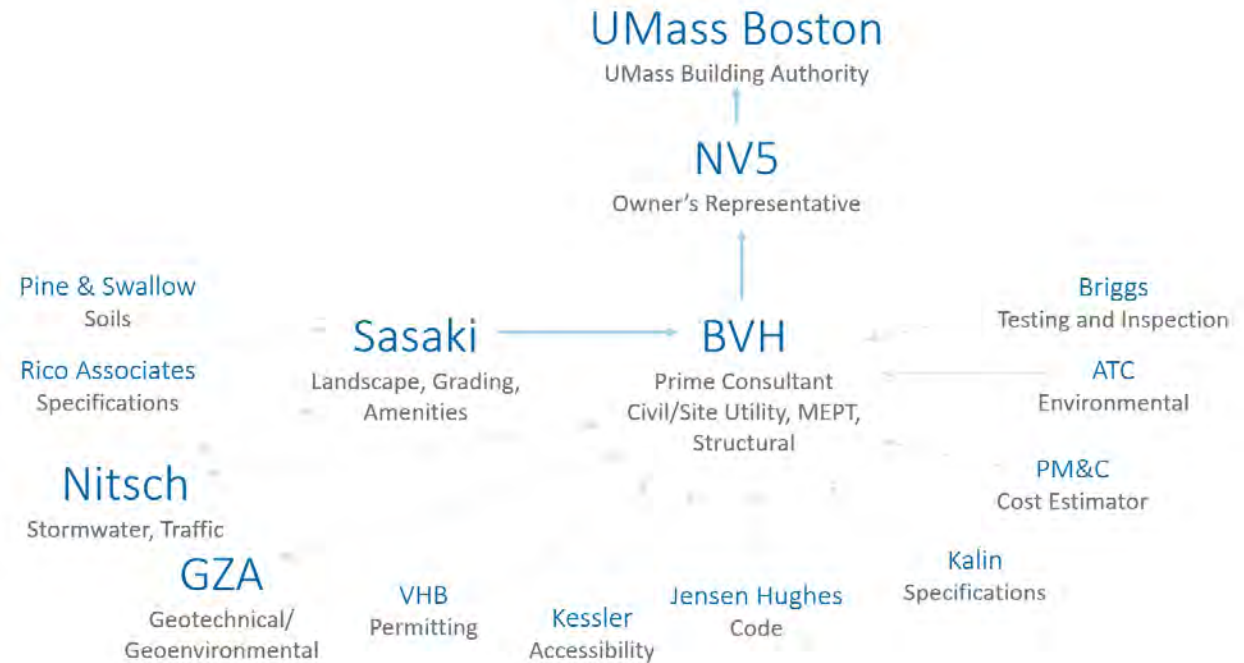 UMass Boston
UMass Building Authority
NV5
Owner's Representative
Pine & Swallow
Soils
Rico Associates
Specifications
Sasaki
Landscape, Grading,
Amenities
BVH
Prime Consultant
Civil/Site Utility, MEPT,
Structural
Briggs
Testing and Inspection
ATC
Environmental
PM&C
Cost Estimator
Nitsch
Stormwater, Traffic
GZA
Geotechnical/
Geoenvironmental
VHB
Permitting
Kessler
Accessibility
Jensen Hughes
Code
Kalin
Specifications